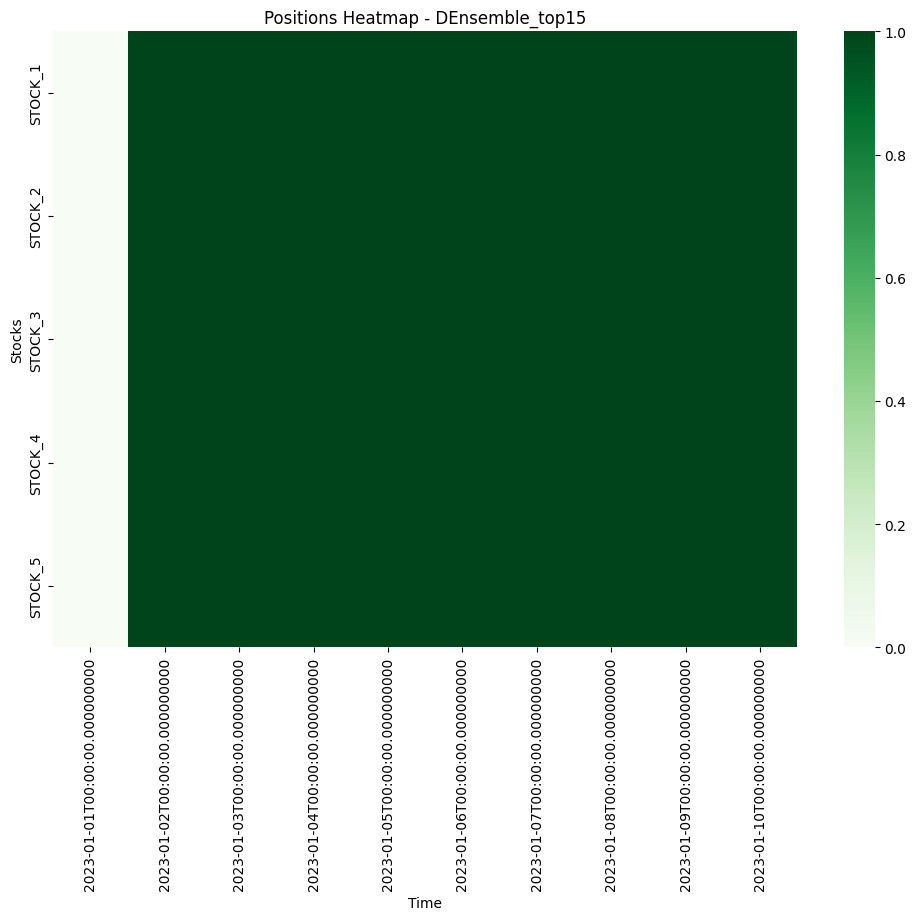 Positions Heatmap - DEnsemble_top15
Stocks
STOCK_1
STOCK_2
STOCK_3
STOCK_4
STOCK_5
1.0
0.8
0.6
0.4
0.2
0.0
2023-01-01T00:00:00.000000000
2023-01-02T00:00:00.000000000
2023-01-03T00:00:00.000000000
2023-01-04T00:00:00.000000000
2023-01-05T00:00:00.000000000
2023-01-06T00:00:00.000000000
2023-01-07T00:00:00.000000000
2023-01-08T00:00:00.000000000
2023-01-09T00:00:00.000000000
2023-01-10T00:00:00.000000000
Time